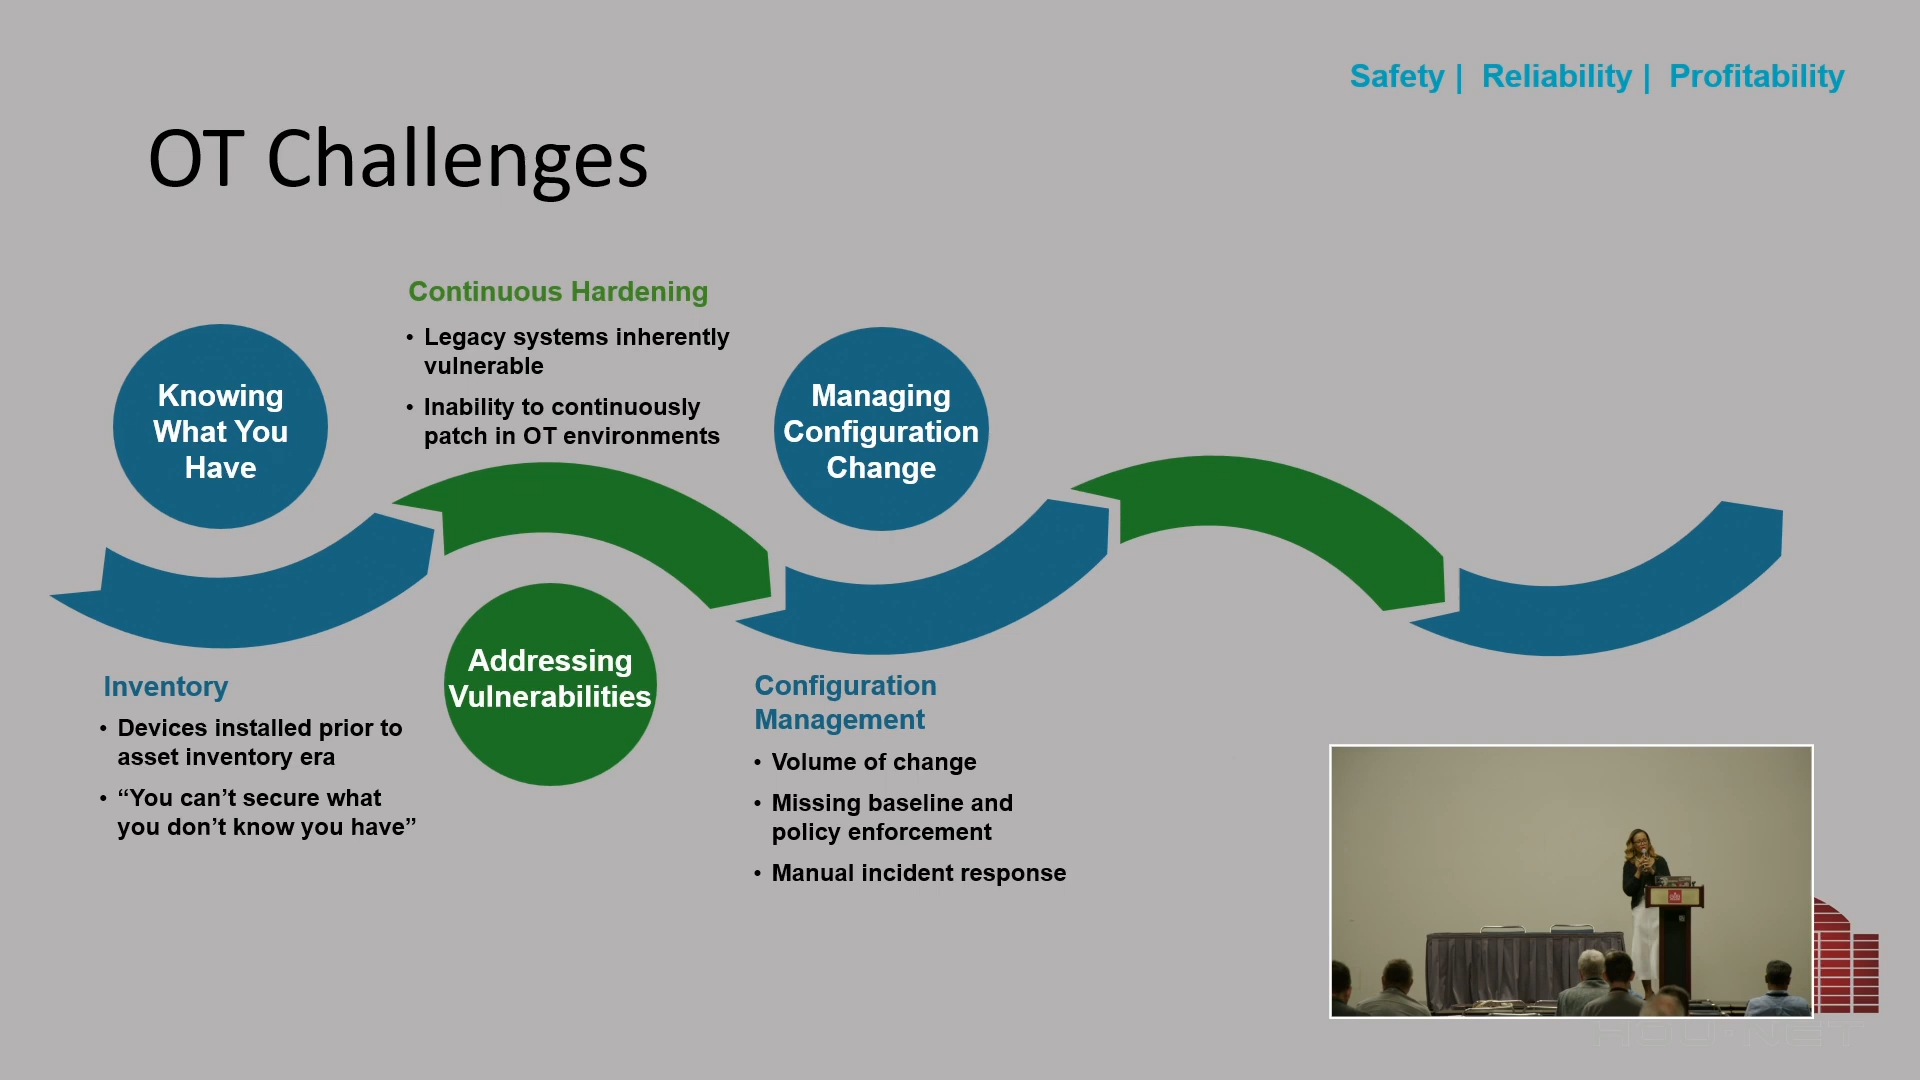 Safety | Reliability | Profitability
OT Challenges
Continuous Hardening
• Legacy systems inherently
vulnerable
• Inability to continuously
patch in OT environments
Knowing
What You
Have
Managing
Configuration
Change
Addressing
Vulnerabilities
Inventory
• Devices installed prior to
asset inventory era
• “You can’t secure what
you don’t know you have”
Configuration
Management
• Volume of change
• Missing baseline and
policy enforcement
• Manual incident response